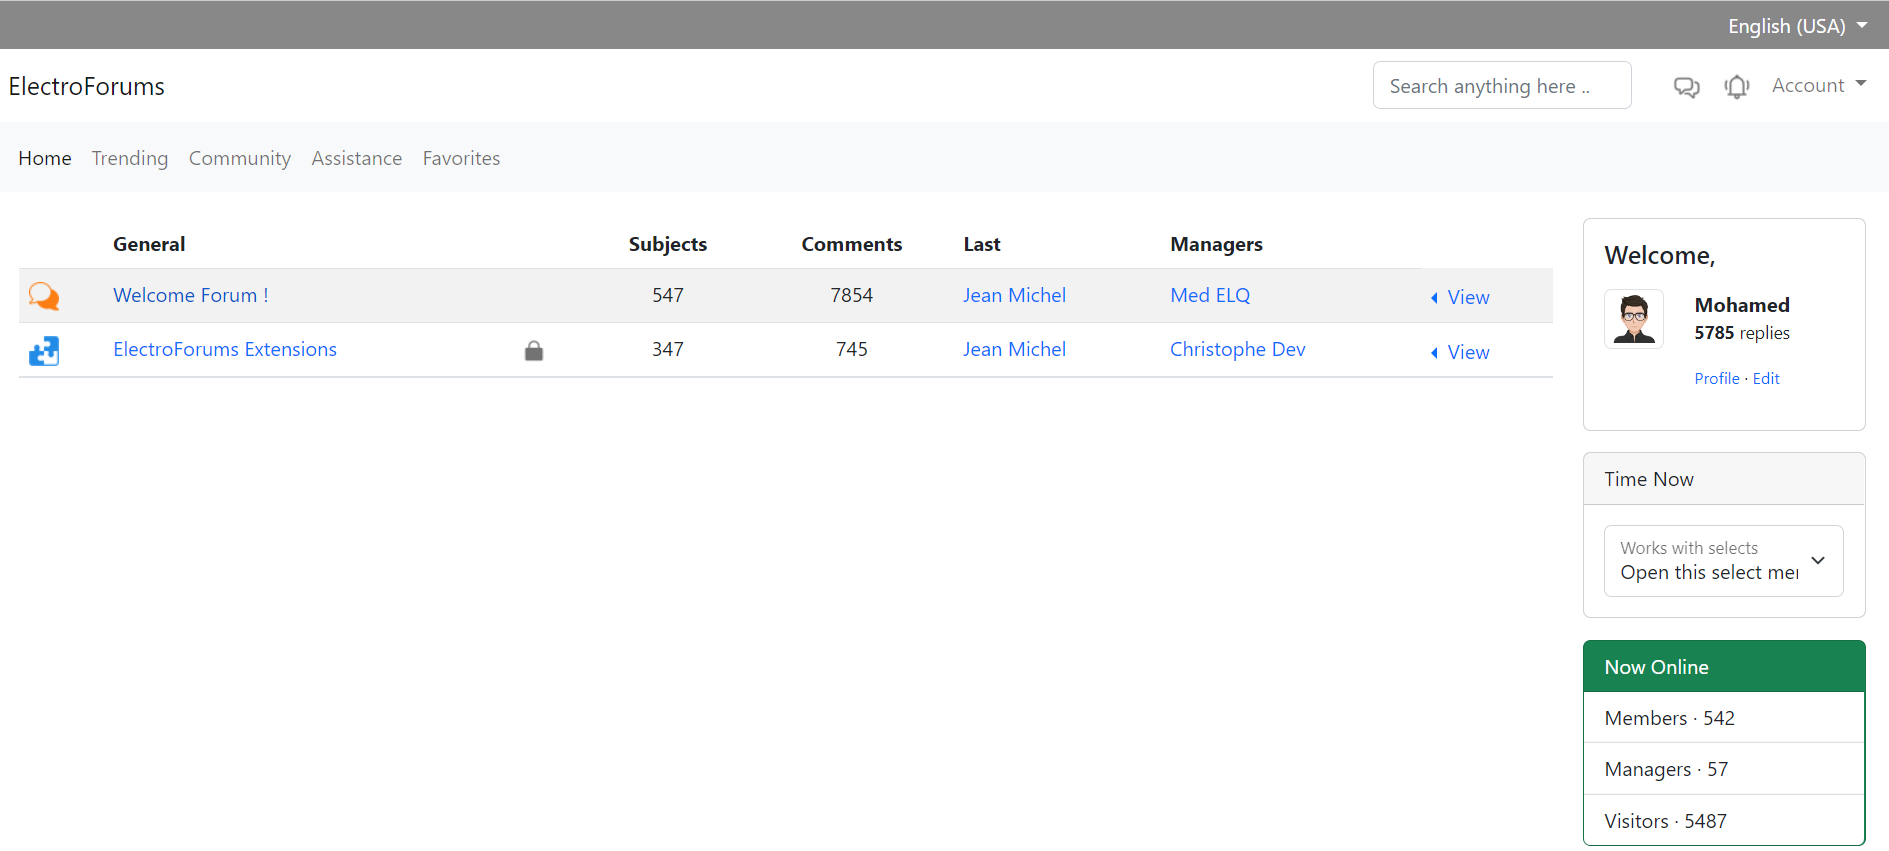 English (USA)
ElectroForums
Search anything here ..
Account
Home Trending Community Assistance Favorites
General Subjects Comments Last Managers
Welcome Forum ! 547 7854 Jean Michel Med ELQ View
ElectroForums Extensions 347 745 Jean Michel Christophe Dev View
Welcome,
Mohamed
5785 replies
Profile · Edit
Time Now
Works with selects
Open this select me
Now Online
Members · 542
Managers · 57
Visitors · 5487